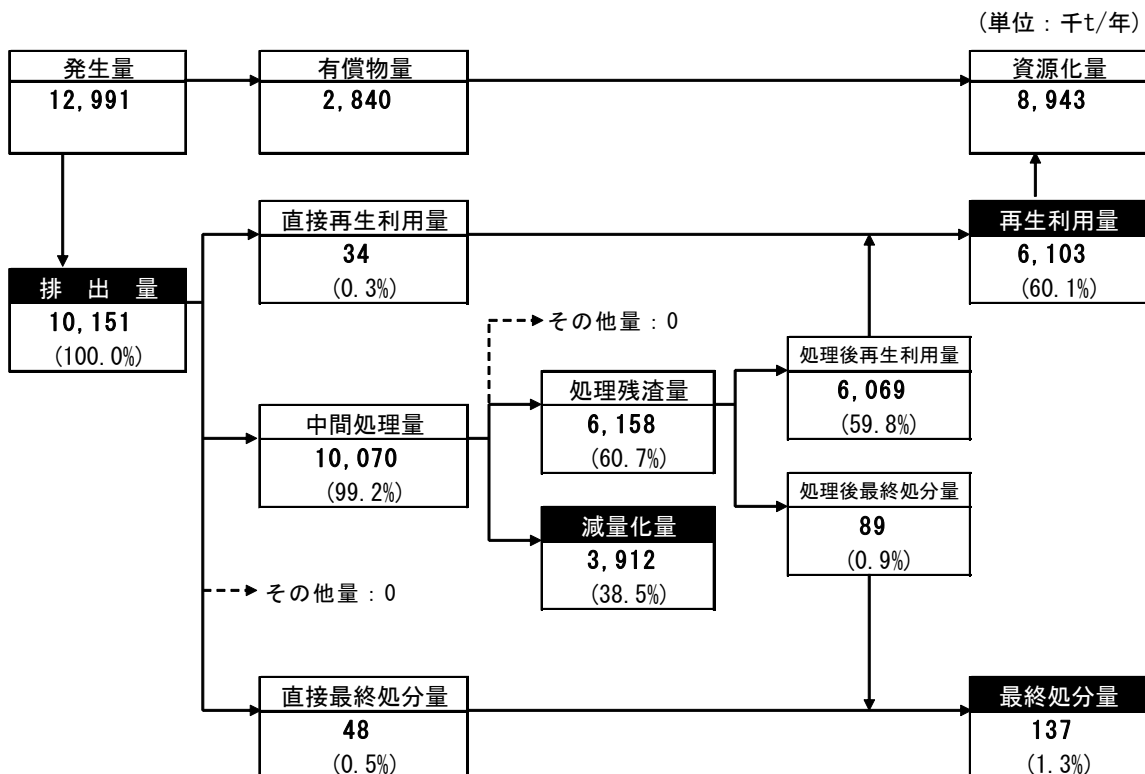 (単位：千t/年)
発生量
12,991
有償物量
2,840
資源化量
8,943
直接再生利用量
34
(0.3%)
再生利用量
6,103
(60.1%)
排 出 量
10,151
(100.0%)
その他量：0
処理後再生利用量
6,069
(59.8%)
処理残渣量
6,158
(60.7%)
中間処理量
10,070
(99.2%)
処理後最終処分量
89
(0.9%)
減量化量
3,912
(38.5%)
その他量：0
直接最終処分量
48
(0.5%)
最終処分量
137
(1.3%)